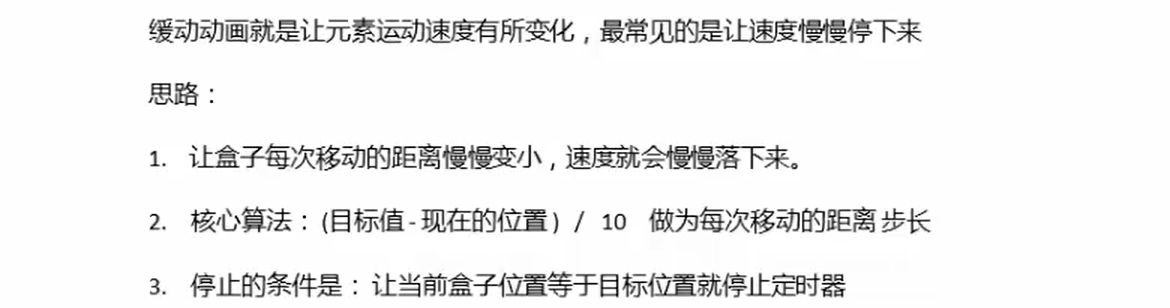 缓动动画就是让元素运动速度有所变化，最常见的是让速度慢慢停下来
思路：
1. 让盒子每次移动的距离慢慢变小，速度就会慢慢落下来。
2. 核心算法：(目标值 - 现在的位置) / 10 做为每次移动的距离 步长
3. 停止的条件是：让当前盒子位置等于目标位置就停止定时器